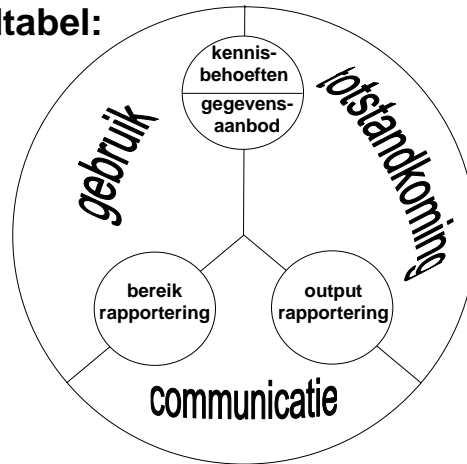 ltabel:
kennis-
behoeften
gegevens-
aanbod
gebruik
totstandkoming
bereik
rapportering
output
rapportering
communicatie